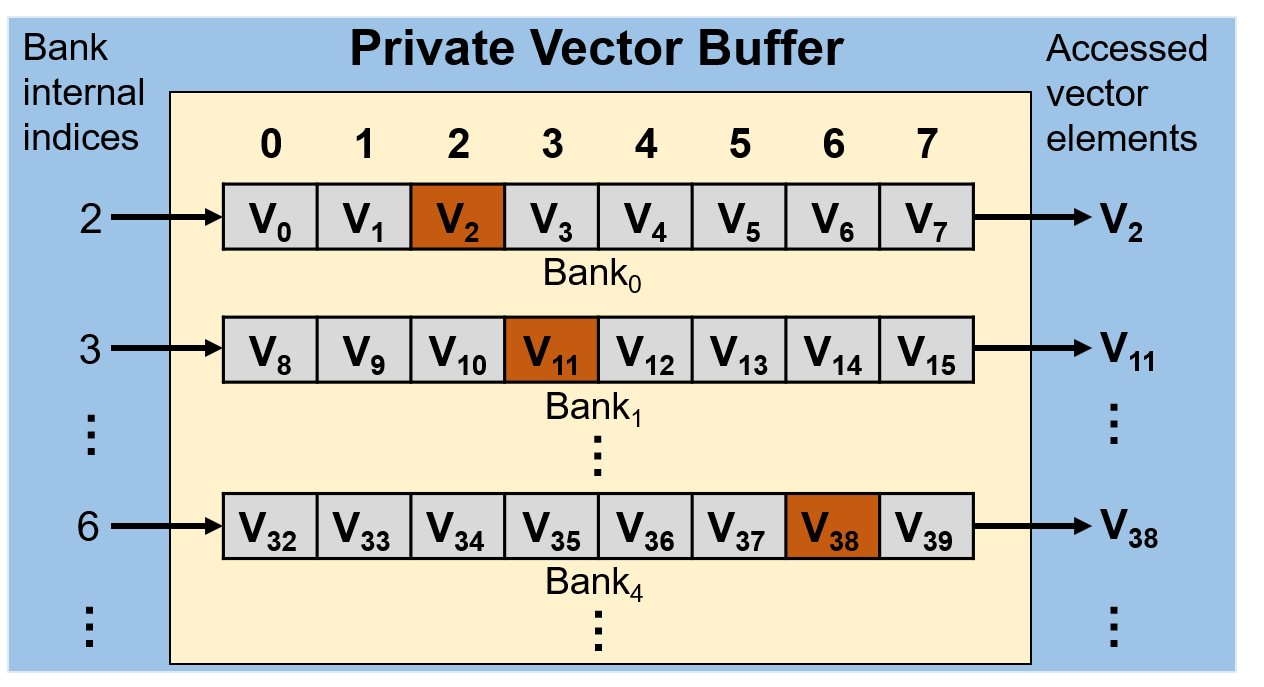 Private Vector Buffer
Bank
internal
indices
Accessed
vector
elements
0 1 2 3 4 5 6 7
2 V0 V1 V2 V3 V4 V5 V6 V7 V2
Bank0
3 V8 V9 V10 V11 V12 V13 V14 V15 V11
Bank1
6 V32 V33 V34 V35 V36 V37 V38 V39 V38
Bank4